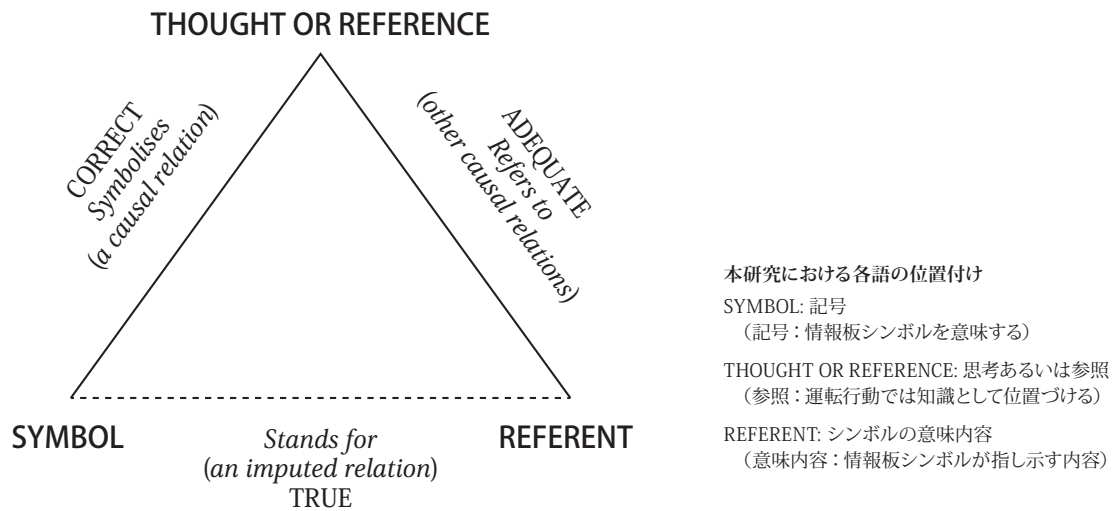 THOUGHT OR REFERENCE
CORRECT
Symbolises
(a causal relation)
ADEQUATE
Refers to
(other causal relations)
SYMBOL
Stands for
(an imputed relation)
TRUE
REFERENT
本研究における各語の位置付け
SYMBOL: 記号
（記号：情報板シンボルを意味する）
THOUGHT OR REFERENCE: 思考あるいは参照
（参照：運転行動では知識として位置づける）
REFERENT: シンボルの意味内容
（意味内容：情報板シンボルが指し示す内容）